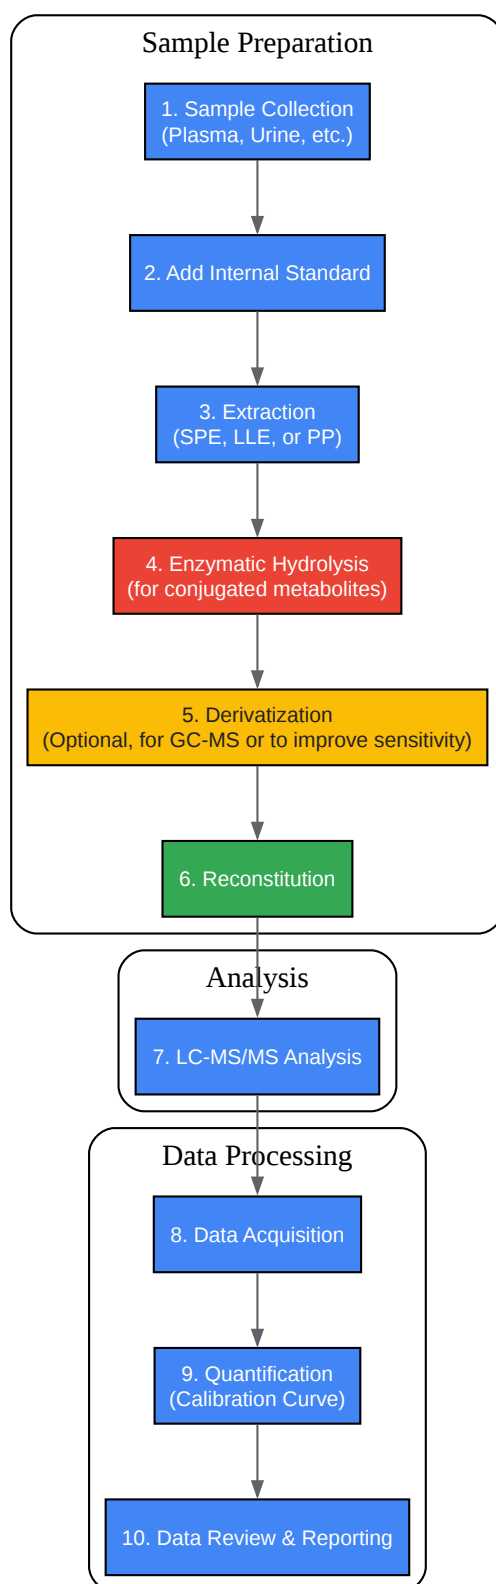 Sample Preparation
1. Sample Collection
(Plasma, Urine, etc.)
2. Add Internal Standard
3. Extraction
(SPE, LLE, or PP)
4. Enzymatic Hydrolysis
(for conjugated metabolites)
5. Derivatization
(Optional, for GC-MS or to improve sensitivity)
6. Reconstitution
Analysis
7. LC-MS/MS Analysis
Data Processing
8. Data Acquisition
9. Quantification
(Calibration Curve)
10. Data Review & Reporting